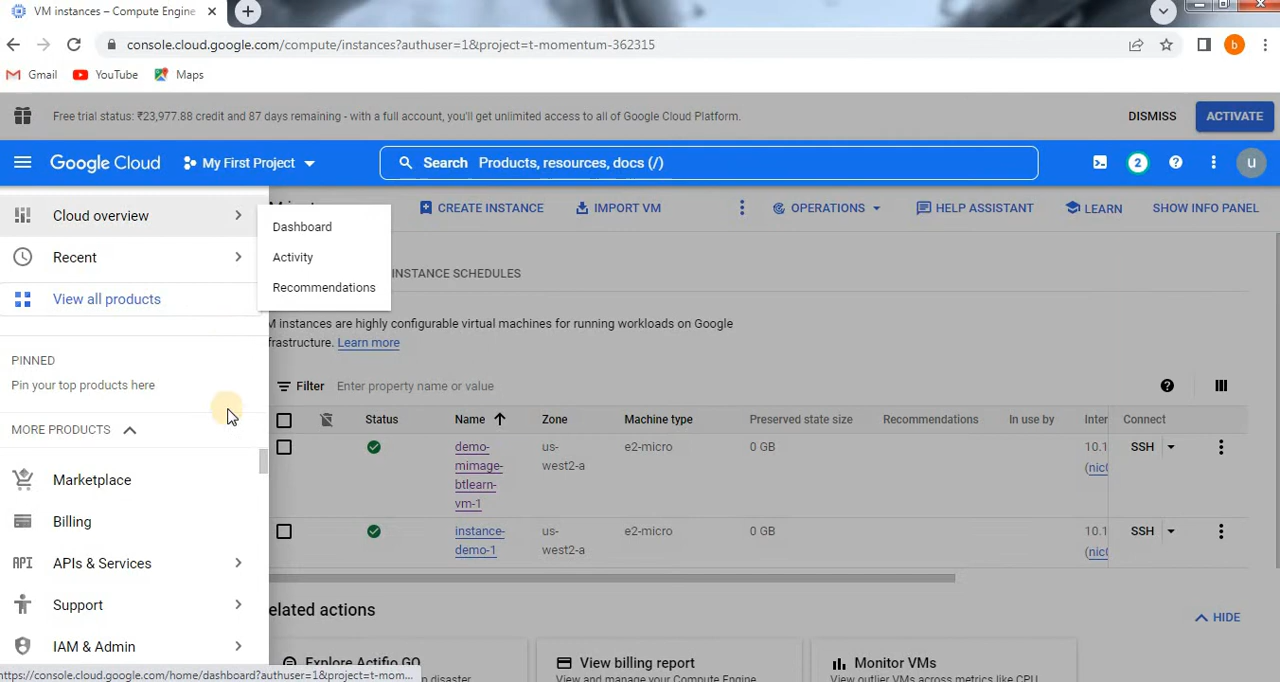 VM instances – Compute Engine
console.cloud.google.com/compute/instances?authuser=1&project=t-momentum-362315
b
Gmail YouTube Maps
Free trial status: ₹23,977.88 credit and 87 days remaining - with a full account, you'll get unlimited access to all of Google Cloud Platform. DISMISS ACTIVATE
Google Cloud My First Project Search Products, resources, docs (/) 2 u
Cloud overview
Recent
View all products
PINNED
Pin your top products here
MORE PRODUCTS
Marketplace
Billing
API APIs & Services
Support
IAM & Admin
Dashboard
Activity
Recommendations
CREATE INSTANCE IMPORT VM OPERATIONS HELP ASSISTANT LEARN SHOW INFO PANEL
INSTANCE SCHEDULES
M instances are highly configurable virtual machines for running workloads on Google
frastructure. Learn more
Filter Enter property name or value
Status Name Zone Machine type Preserved state size Recommendations In use by Inter Connect
demo-
mimage-
btlearn-
vm-1
us-
west2-a
e2-micro 0 GB 10.1
(nic0
SSH
instance-
demo-1
us-
west2-a
e2-micro 0 GB 10.1
(nic0
SSH
elated actions HIDE
Explore Actifio GO
disaster
View billing report
View and manage your Compute Engine
Monitor VMs
View outlier VMs across metrics like CPU
https://console.cloud.google.com/home/dashboard?authuser=1&project=t-mom...